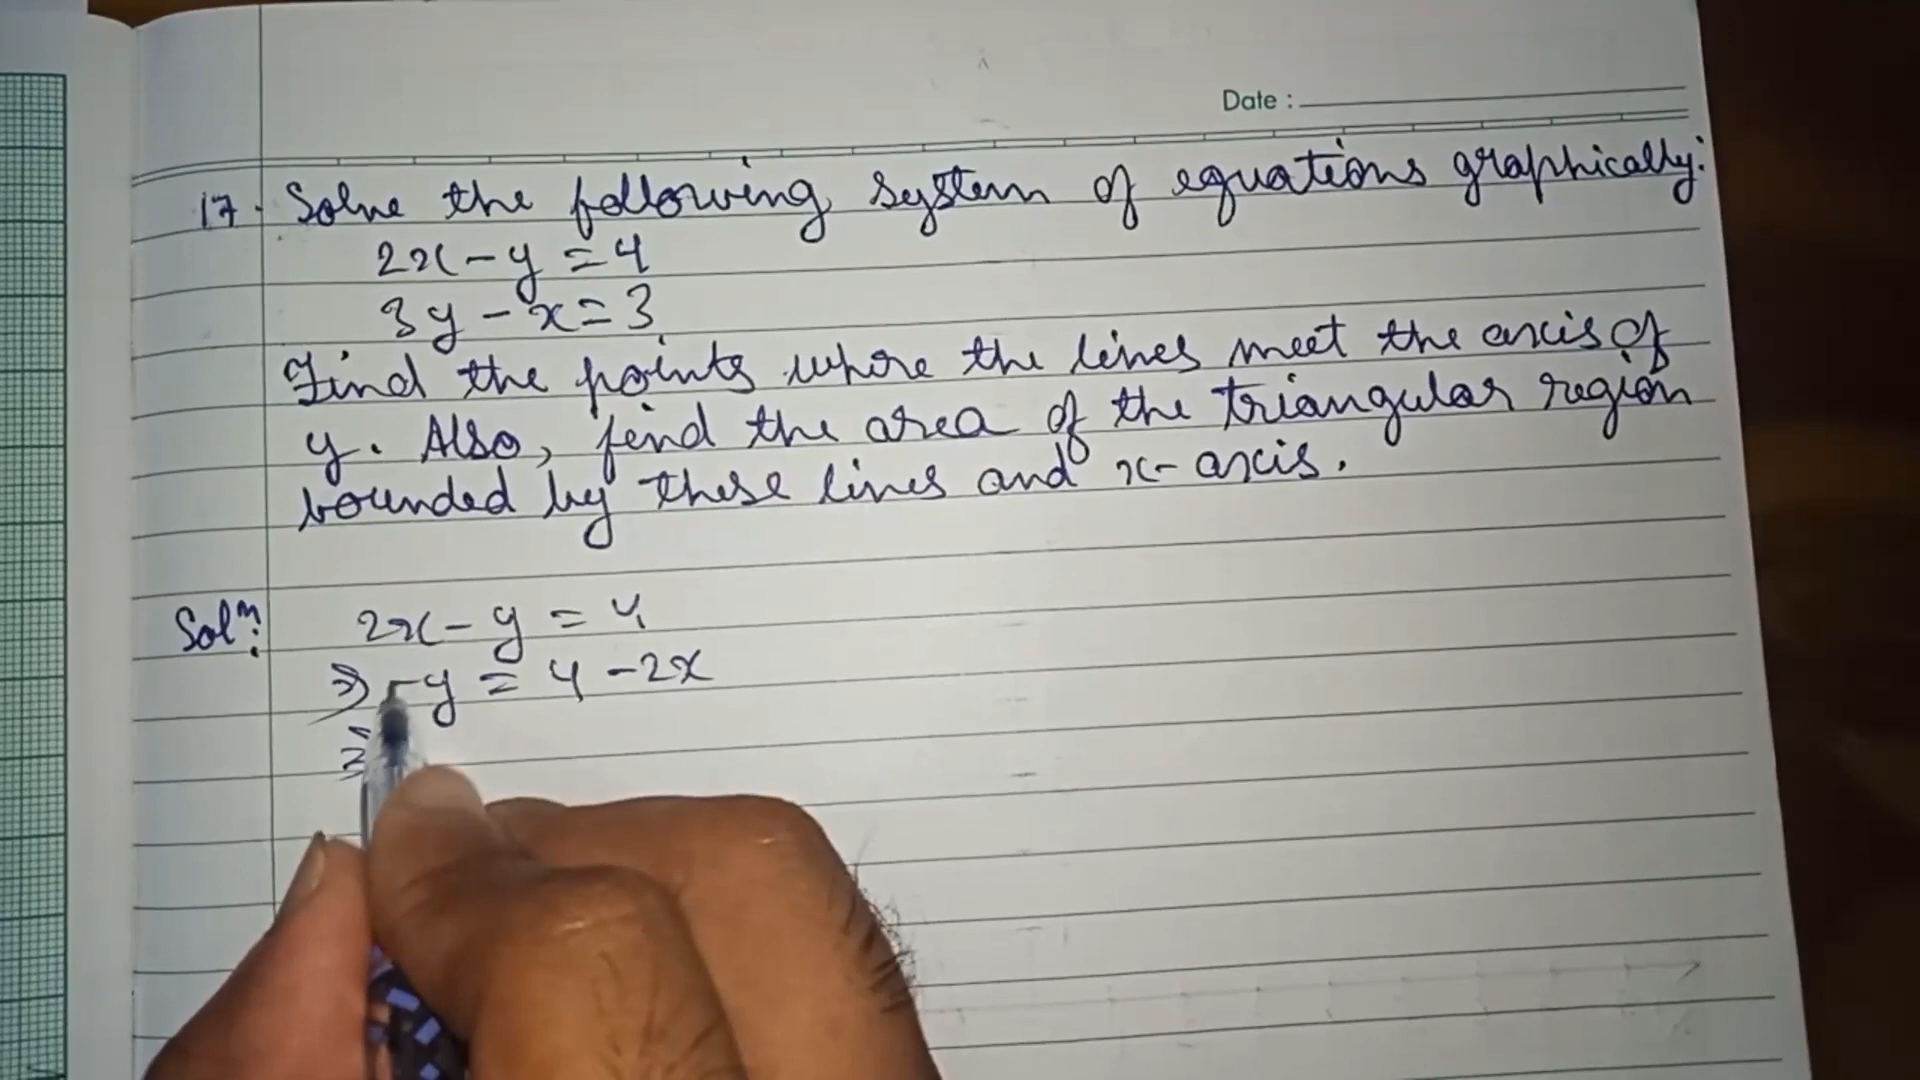 Date :
17. Solve the following system of equations graphically:
2x - y = 4
3y - x = 3
Find the points where the lines meet the axis of
y. Also, find the area of the triangular region
bounded by these lines and x-axis.
Solⁿ: 2x - y = 4
⇒ -y = 4 - 2x
⇒